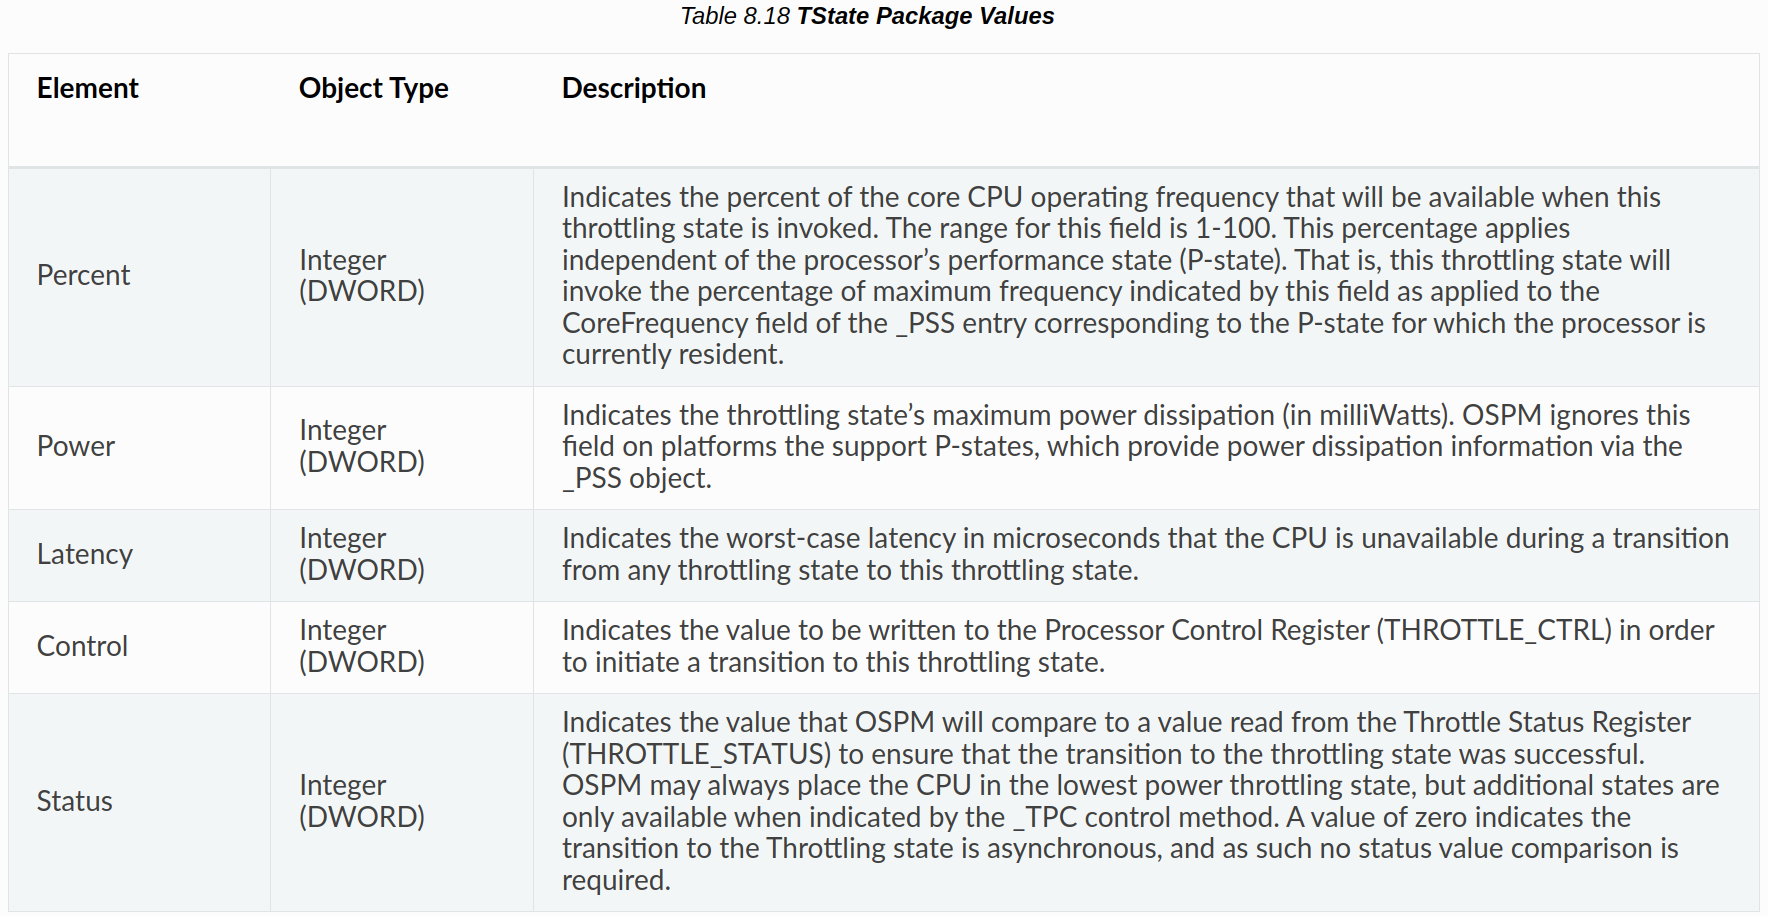 Table 8.18 TState Package Values
Element
Object Type
Description
Percent
Integer
(DWORD)
Indicates the percent of the core CPU operating frequency that will be available when this
throttling state is invoked. The range for this field is 1-100. This percentage applies
independent of the processor’s performance state (P-state). That is, this throttling state will
invoke the percentage of maximum frequency indicated by this field as applied to the
CoreFrequency field of the _PSS entry corresponding to the P-state for which the processor is
currently resident.
Power
Integer
(DWORD)
Indicates the throttling state’s maximum power dissipation (in milliWatts). OSPM ignores this
field on platforms the support P-states, which provide power dissipation information via the
_PSS object.
Latency
Integer
(DWORD)
Indicates the worst-case latency in microseconds that the CPU is unavailable during a transition
from any throttling state to this throttling state.
Control
Integer
(DWORD)
Indicates the value to be written to the Processor Control Register (THROTTLE_CTRL) in order
to initiate a transition to this throttling state.
Status
Integer
(DWORD)
Indicates the value that OSPM will compare to a value read from the Throttle Status Register
(THROTTLE_STATUS) to ensure that the transition to the throttling state was successful.
OSPM may always place the CPU in the lowest power throttling state, but additional states are
only available when indicated by the _TPC control method. A value of zero indicates the
transition to the Throttling state is asynchronous, and as such no status value comparison is
required.